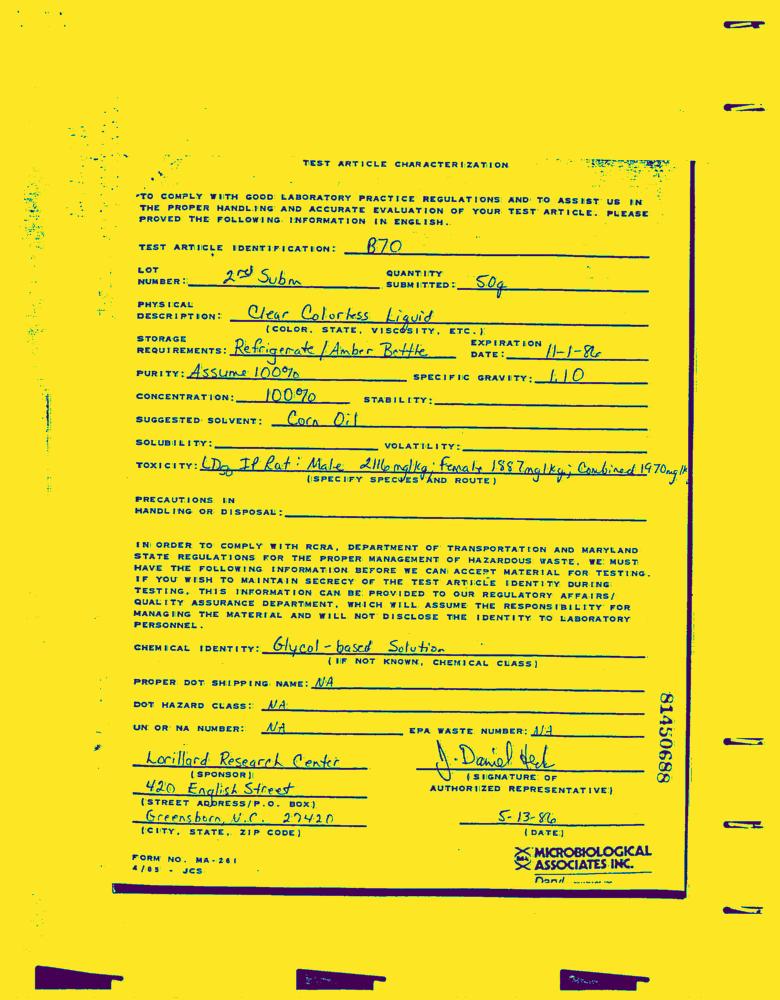 TEST ARTICLE CHARACTERIZATION
TO COMPLY WITH GOOD LABORATORY PRACTICE REGULATIONS AND TO ASSIST US IN
THE PROPER HANDLING AND ACCURATE EVALUATION OF YOUR TEST ARTICLE. PLEASE
PROVED THE FOLLOWING INFORMATION IN ENGLISH.
TEST ARTICLE IDENTIFICATION: B70
LOT NUMBER: 2nd Subm QUANTITY SUBMITTED: 50g
PHYSICAL DESCRIPTION: Clear Colorless Liquid
(COLOR, STATE, VISCOSITY, ETC.)
STORAGE REQUIREMENTS: Refrigerate / Amber Bottle EXPIRATION DATE: 11-1-86
PURITY: Assume 100% SPECIFIC GRAVITY: 1.10
CONCENTRATION: 100% STABILITY:
SUGGESTED SOLVENT: Corn Oil
SOLUBILITY: VOLATILITY:
TOXICITY: LD50 IP Rat: Male 2116 mg/kg; Female 1887 mg/kg; Combined 1970 mg/k
(SPECIFY SPECIES AND ROUTE)
PRECAUTIONS IN
HANDLING OR DISPOSAL:
IN ORDER TO COMPLY WITH RCRA, DEPARTMENT OF TRANSPORTATION AND MARYLAND
STATE REGULATIONS FOR THE PROPER MANAGEMENT OF HAZARDOUS WASTE, WE MUST
HAVE THE FOLLOWING INFORMATION BEFORE WE CAN ACCEPT MATERIAL FOR TESTING.
IF YOU WISH TO MAINTAIN SECRECY OF THE TEST ARTICLE IDENTITY DURING
TESTING, THIS INFORMATION CAN BE PROVIDED TO OUR REGULATORY AFFAIRS/
QUALITY ASSURANCE DEPARTMENT, WHICH WILL ASSUME THE RESPONSIBILITY FOR
MANAGING THE MATERIAL AND WILL NOT DISCLOSE THE IDENTITY TO LABORATORY
PERSONNEL.
CHEMICAL IDENTITY: Glycol-based Solution
(IF NOT KNOWN, CHEMICAL CLASS)
PROPER DOT SHIPPING NAME: NA
DOT HAZARD CLASS: NA
UN OR NA NUMBER: NA EPA WASTE NUMBER: NA
Lorillard Research Center J. Daniel Heck
(SPONSOR) (SIGNATURE OF
420 English Street AUTHORIZED REPRESENTATIVE)
(STREET ADDRESS/P.O. BOX)
Greensboro, N.C. 27420 5-13-86
(CITY, STATE, ZIP CODE) (DATE)
FORM NO. MA-261
4/85 - JCS
MICROBIOLOGICAL
ASSOCIATES INC.
81450688